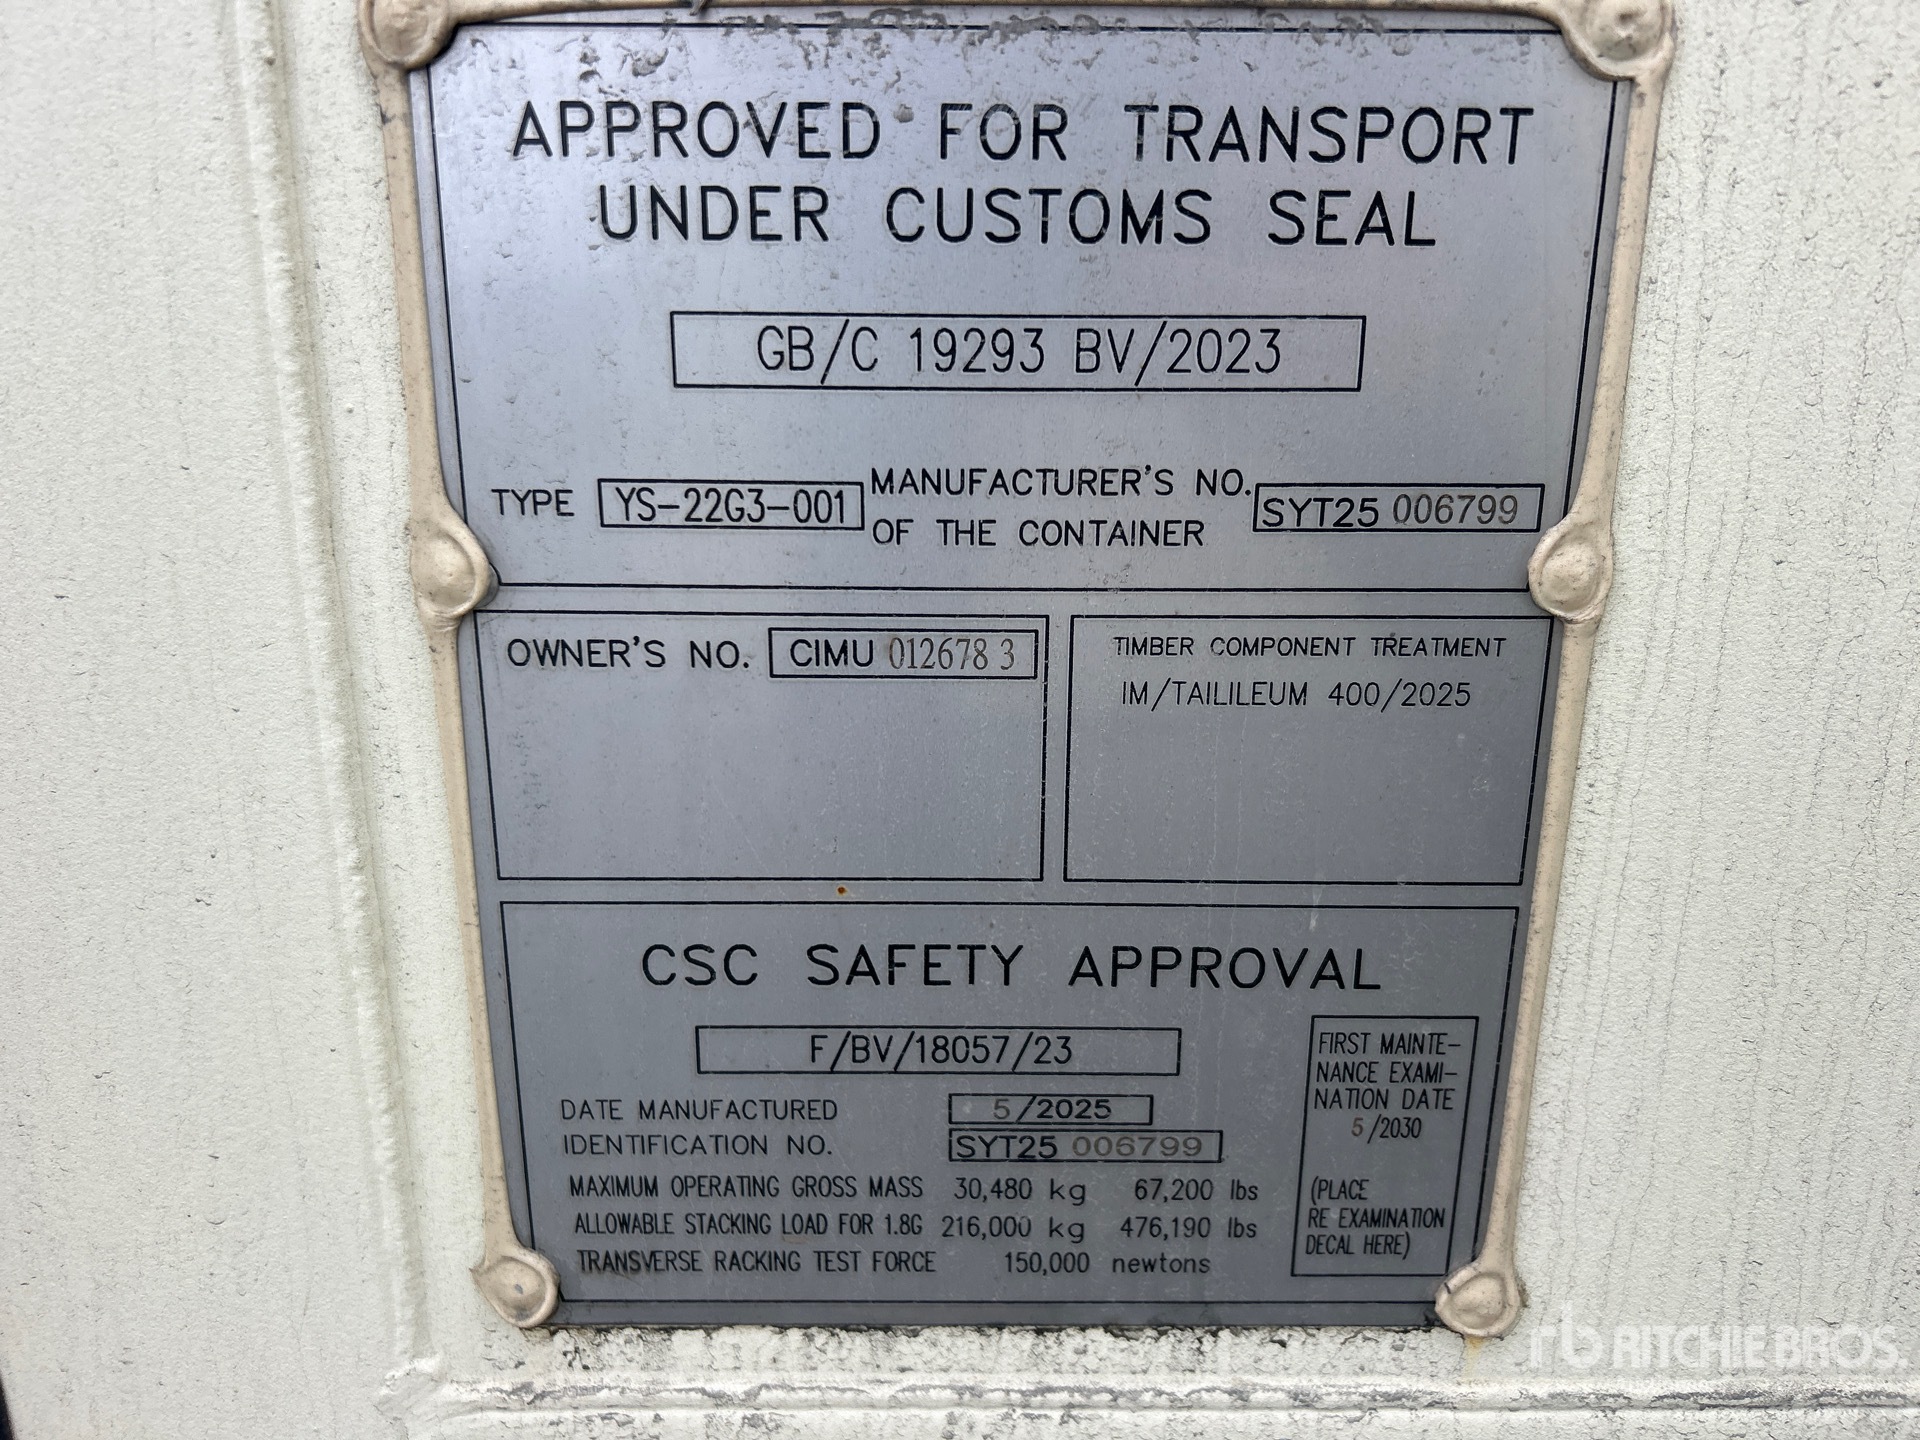 APPROVED FOR TRANSPORT
UNDER CUSTOMS SEAL
GB/C 19293 BV/2023
TYPE YS-22G3-001 MANUFACTURER'S NO. OF THE CONTAINER SYT25 006799
OWNER'S NO. CIMU 012678 3
TIMBER COMPONENT TREATMENT
IM/TAILILEUM 400/2025
CSC SAFETY APPROVAL
F/BV/18057/23
DATE MANUFACTURED 5/2025
IDENTIFICATION NO. SYT25 006799
MAXIMUM OPERATING GROSS MASS 30,480 kg 67,200 lbs
ALLOWABLE STACKING LOAD FOR 1.8G 216,000 kg 476,190 lbs
TRANSVERSE RACKING TEST FORCE 150,000 newtons
FIRST MAINTE-
NANCE EXAMI-
NATION DATE
5/2030
(PLACE
RE EXAMINATION
DECAL HERE)
rb RITCHIE BROS.